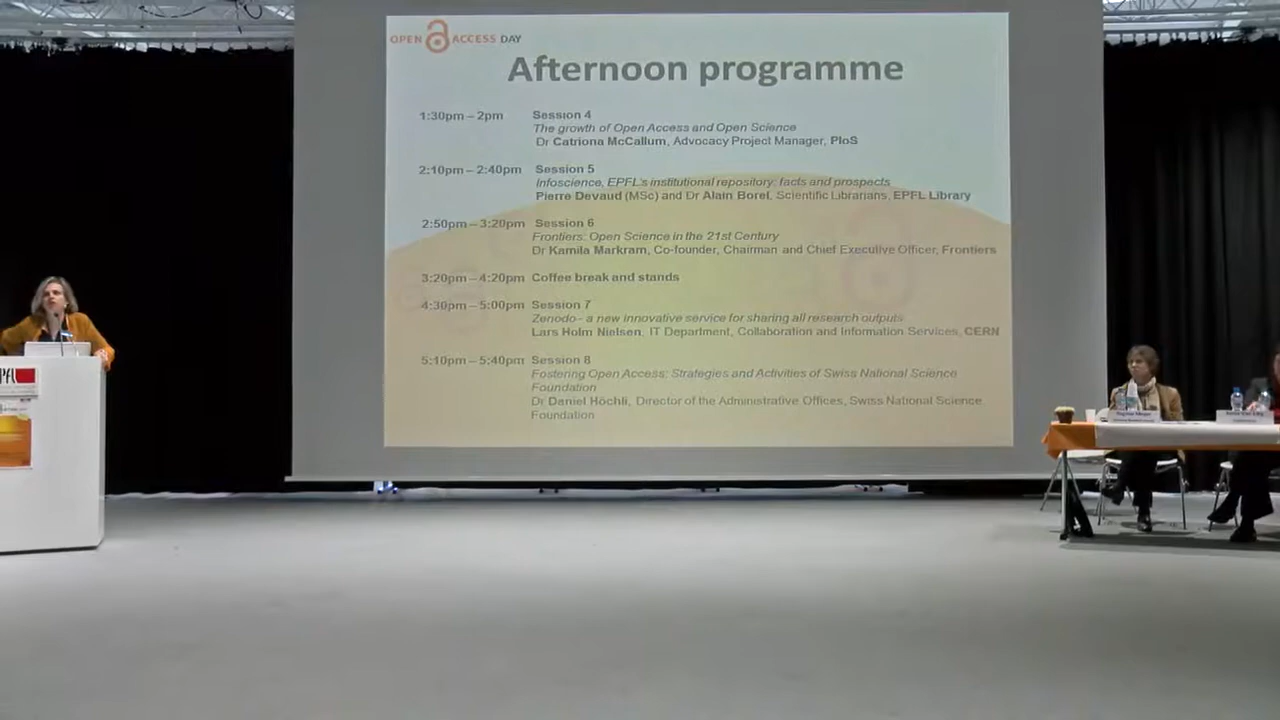 OPEN ACCESS DAY
Afternoon programme
1:30pm – 2pm Session 4
The growth of Open Access and Open Science
Dr Catriona McCallum, Advocacy Project Manager, PloS
2:10pm – 2:40pm Session 5
Infoscience, EPFL's institutional repository: facts and prospects
Pierre Devaud (MSc) and Dr Alain Borel, Scientific Librarians, EPFL Library
2:50pm – 3:20pm Session 6
Frontiers: Open Science in the 21st Century
Dr Kamila Markram, Co-founder, Chairman and Chief Executive Officer, Frontiers
3:20pm – 4:20pm Coffee break and stands
4:30pm – 5:00pm Session 7
Zenodo - a new innovative service for sharing all research outputs
Lars Holm Nielsen, IT Department, Collaboration and Information Services, CERN
5:10pm – 5:40pm Session 8
Fostering Open Access: Strategies and Activities of Swiss National Science
Foundation
Dr Daniel Höchli, Director of the Administrative Offices, Swiss National Science
Foundation